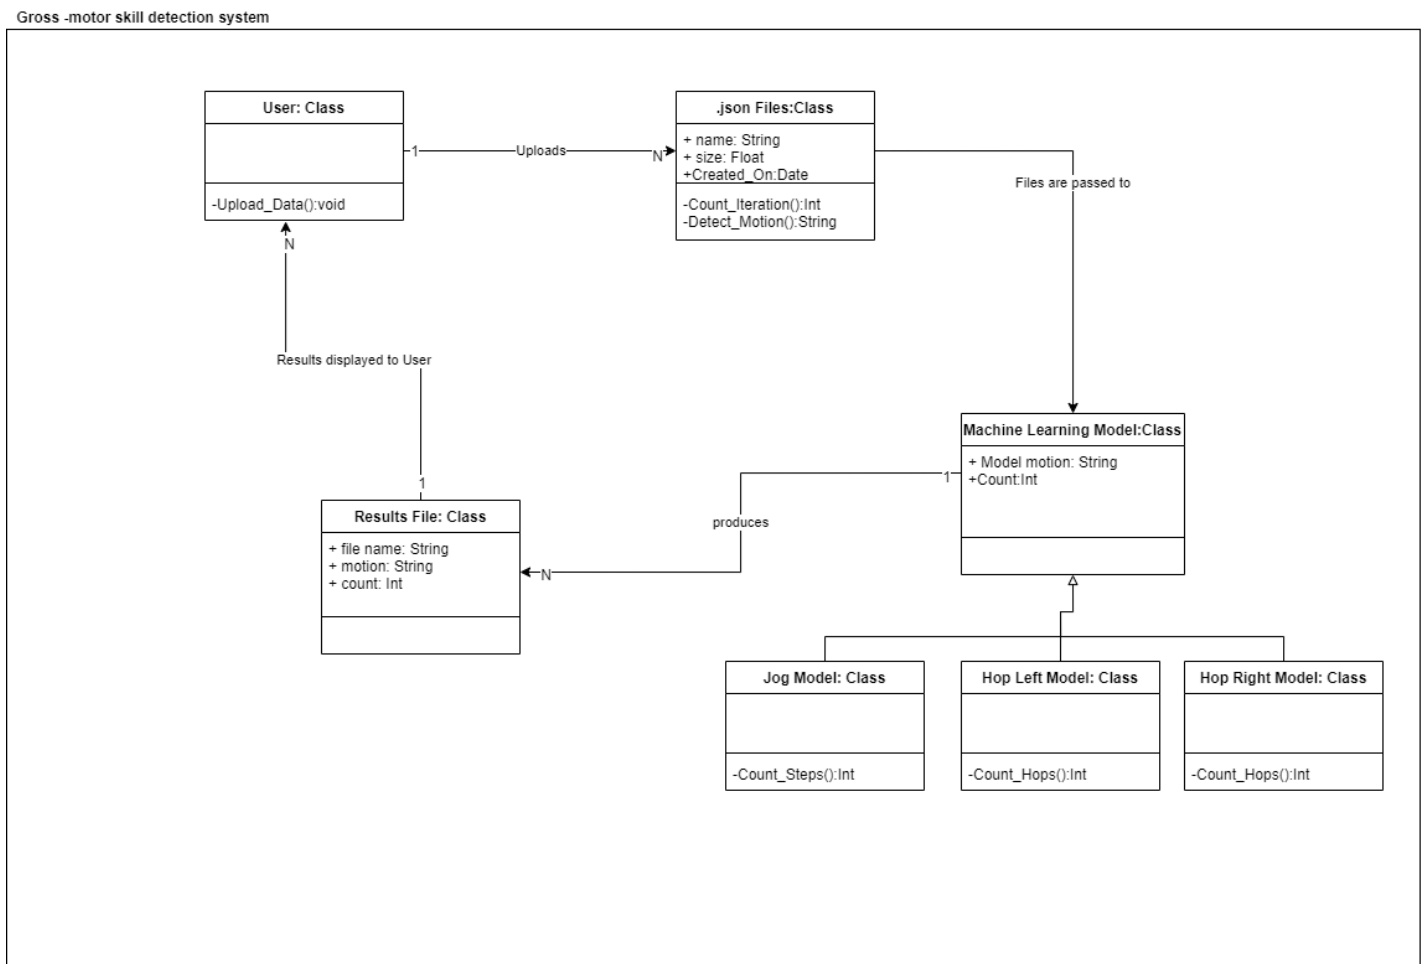 Gross -motor skill detection system
User: Class
-Upload_Data():void
1
Uploads
N
.json Files:Class
+ name: String
+ size: Float
+Created_On:Date
-Count_Iteration():Int
-Detect_Motion():String
Files are passed to
N
Results displayed to User
1
Machine Learning Model:Class
+ Model motion: String
+Count:Int
1
produces
N
Results File: Class
+ file name: String
+ motion: String
+ count: Int
Jog Model: Class
-Count_Steps():Int
Hop Left Model: Class
-Count_Hops():Int
Hop Right Model: Class
-Count_Hops():Int